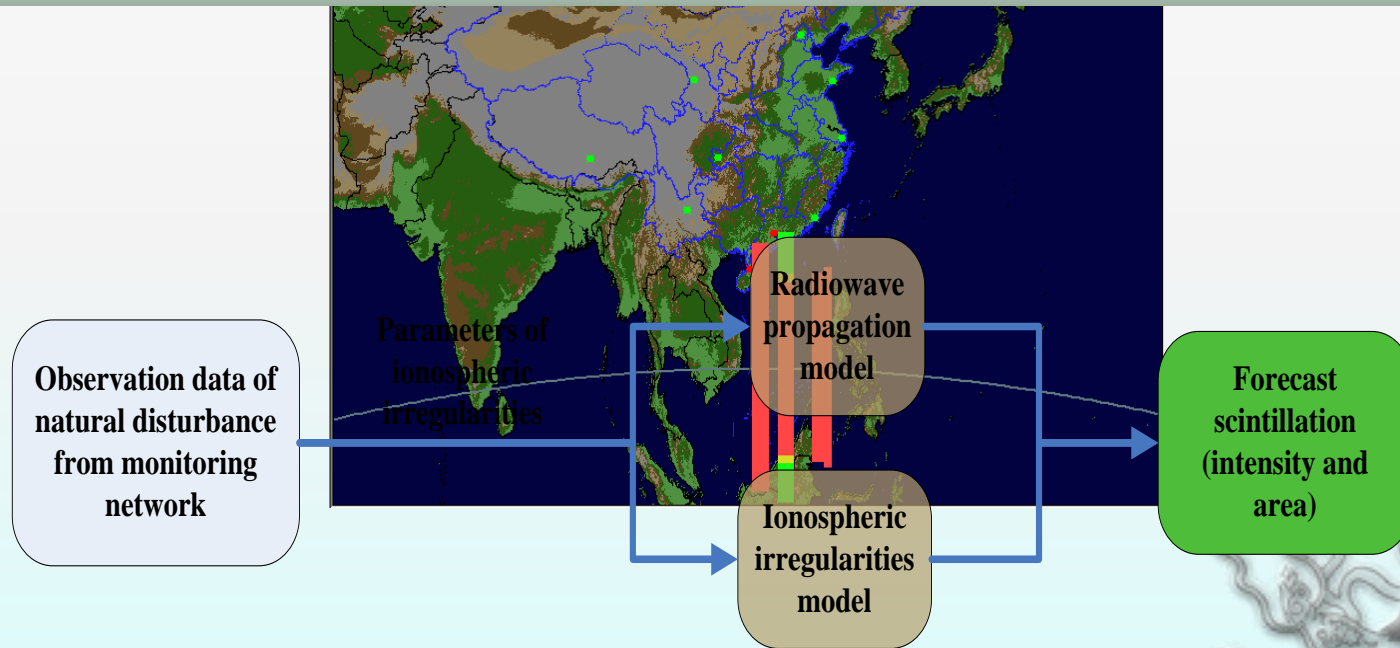 Observation data of
natural disturbance
from monitoring
network
Parameters of
ionospheric
irregularities
Radiowave
propagation
model
Ionospheric
irregularities
model
Forecast
scintillation
(intensity and
area)